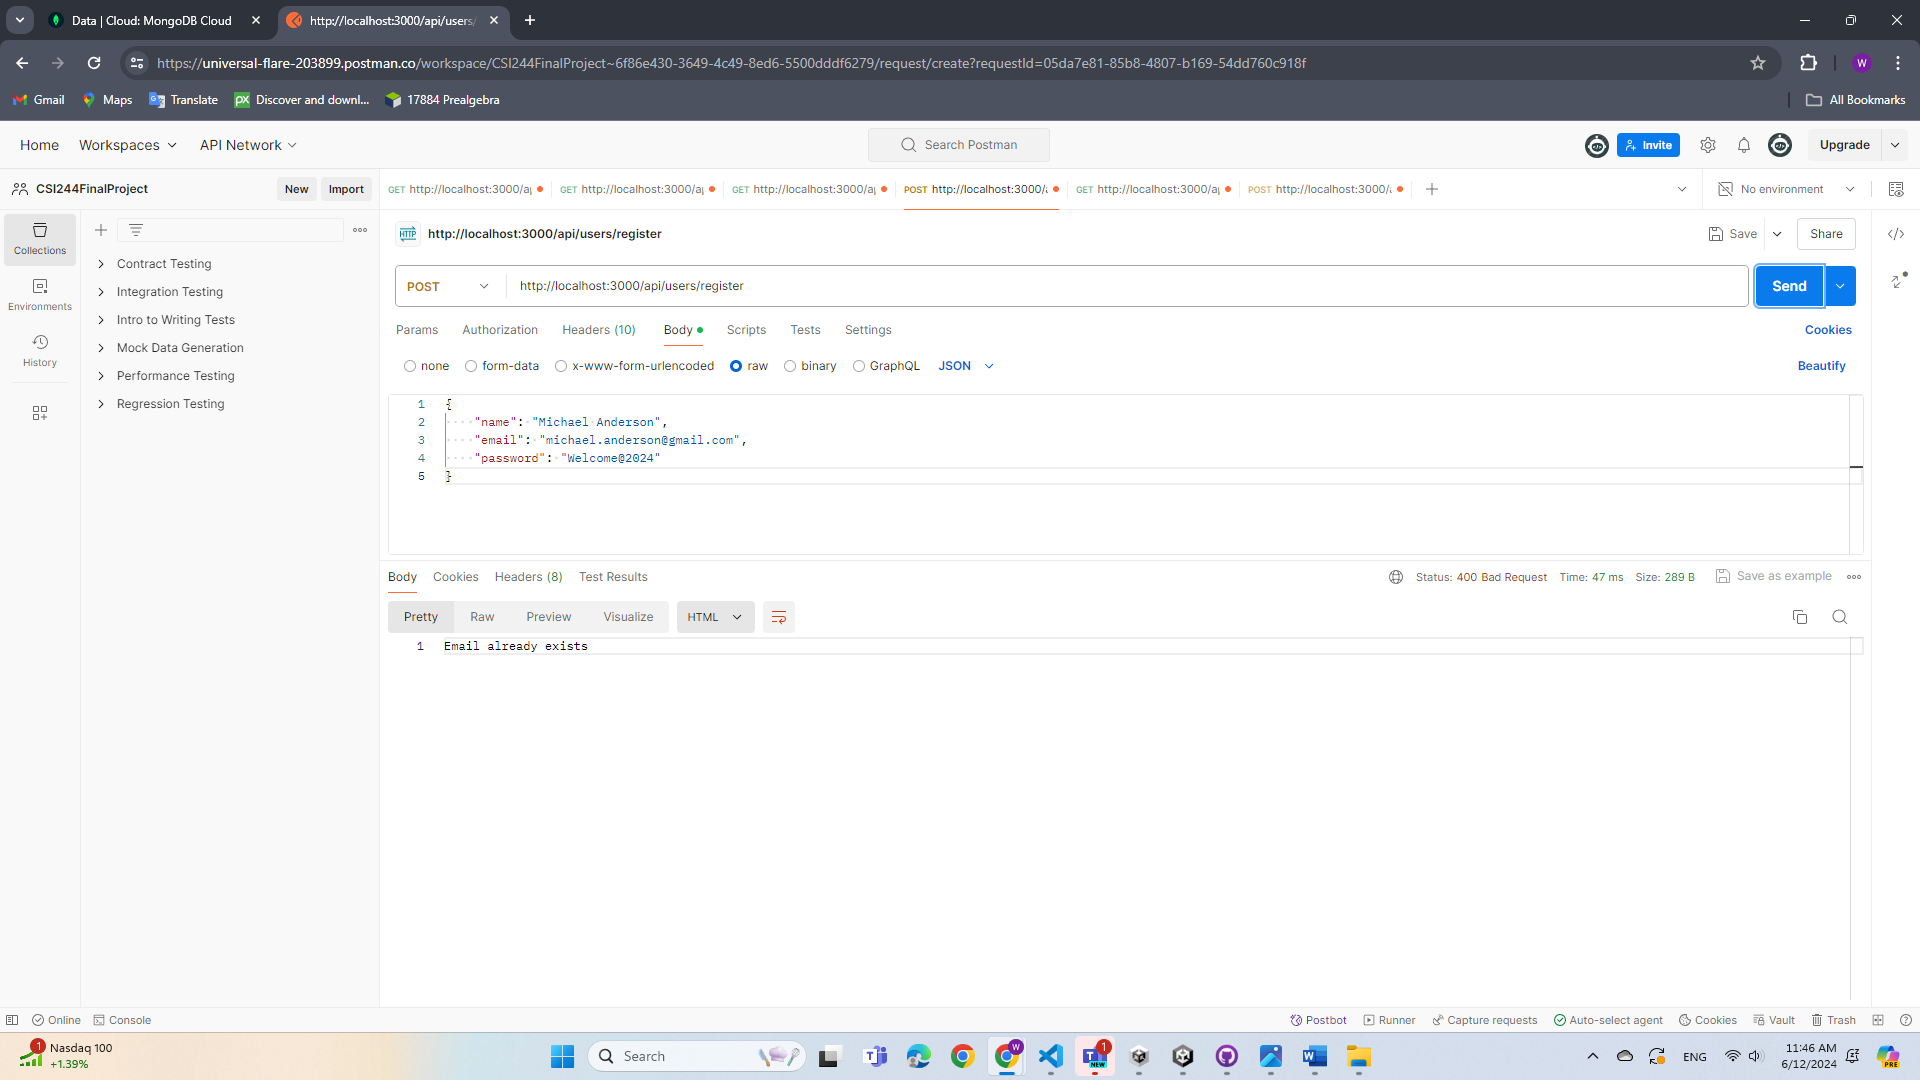 Data | Cloud: MongoDB Cloud
http://localhost:3000/api/users/
https://universal-flare-203899.postman.co/workspace/CSI244FinalProject~6f86e430-3649-4c49-8ed6-5500dddf6279/request/create?requestId=05da7e81-85b8-4807-b169-54dd760c918f
W
Gmail
Maps
Translate
Discover and downl...
17884 Prealgebra
All Bookmarks
Home
Workspaces
API Network
Search Postman
Invite
Upgrade
CSI244FinalProject
New
Import
GET http://localhost:3000/a
GET http://localhost:3000/a
GET http://localhost:3000/a
POST http://localhost:3000/
GET http://localhost:3000/a
POST http://localhost:3000/
No environment
Collections
Environments
History
Contract Testing
Integration Testing
Intro to Writing Tests
Mock Data Generation
Performance Testing
Regression Testing
HTTP
http://localhost:3000/api/users/register
Save
Share
POST
http://localhost:3000/api/users/register
Send
Params
Authorization
Headers (10)
Body
Scripts
Tests
Settings
Cookies
none
form-data
x-www-form-urlencoded
raw
binary
GraphQL
JSON
Beautify
1 {
2 "name": "Michael Anderson",
3 "email": "michael.anderson@gmail.com",
4 "password": "Welcome@2024"
5 }
Body
Cookies
Headers (8)
Test Results
Status: 400 Bad Request
Time: 47 ms
Size: 289 B
Save as example
Pretty
Raw
Preview
Visualize
HTML
1 Email already exists
Online
Console
Postbot
Runner
Capture requests
Auto-select agent
Cookies
Vault
Trash
1
Nasdaq 100
+1.39%
Search
W
1
NEW
ENG
11:46 AM
6/12/2024
PRE